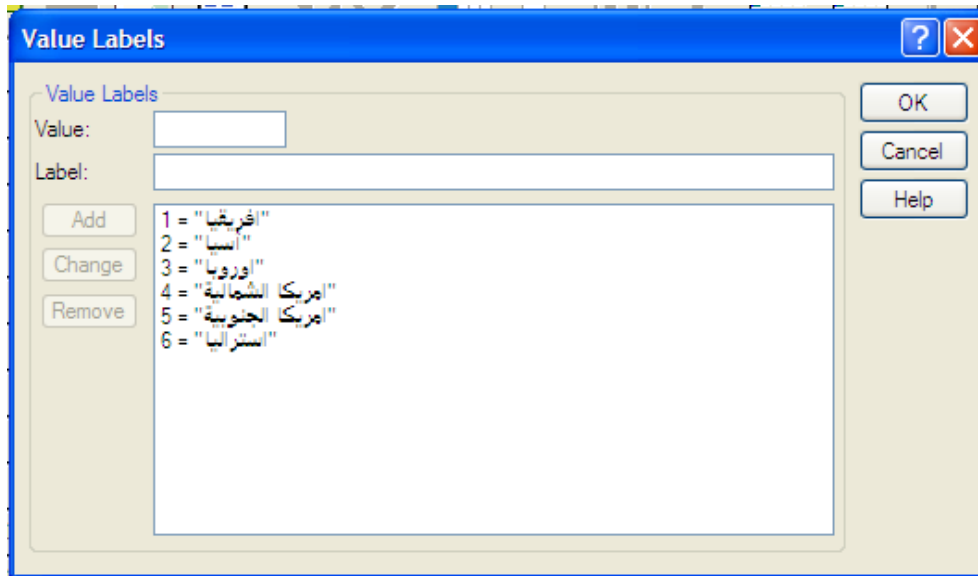 Value Labels
Value Labels
Value:
Label:
OK
Cancel
Help
Add
Change
Remove
1 = "افريقيا"
2 = "أسيا"
3 = "اوروبا"
4 = "امريكا الشمالية"
5 = "امريكا الجنوبية"
6 = "استراليا"